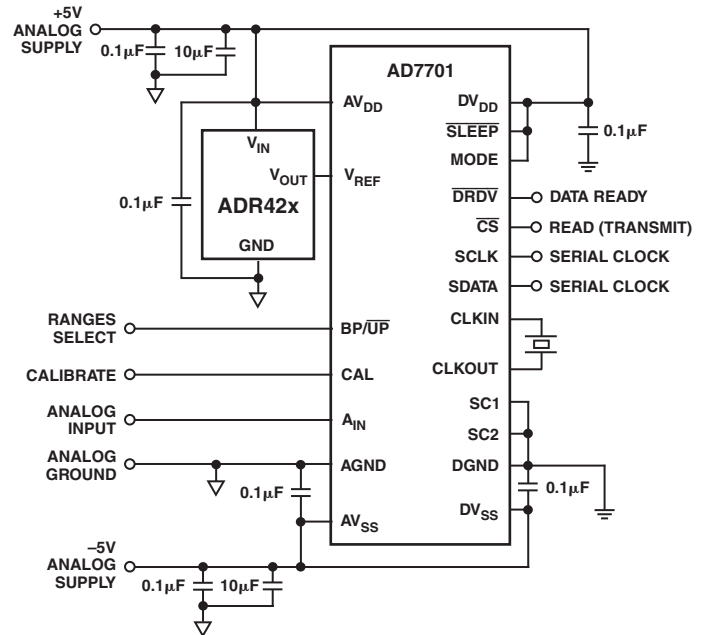 +5V
ANALOG
SUPPLY
0.1μF
10μF
AD7701
AVDD
DVDD
SLEEP
MODE
0.1μF
VIN
VOUT
VREF
ADR42x
GND
0.1μF
DRDV
DATA READY
CS
READ (TRANSMIT)
SCLK
SERIAL CLOCK
SDATA
SERIAL CLOCK
RANGES
SELECT
BP/UP
CLKIN
CALIBRATE
CAL
CLKOUT
ANALOG
INPUT
AIN
SC1
SC2
ANALOG
GROUND
AGND
DGND
0.1μF
0.1μF
AVSS
DVSS
–5V
ANALOG
SUPPLY
0.1μF
10μF